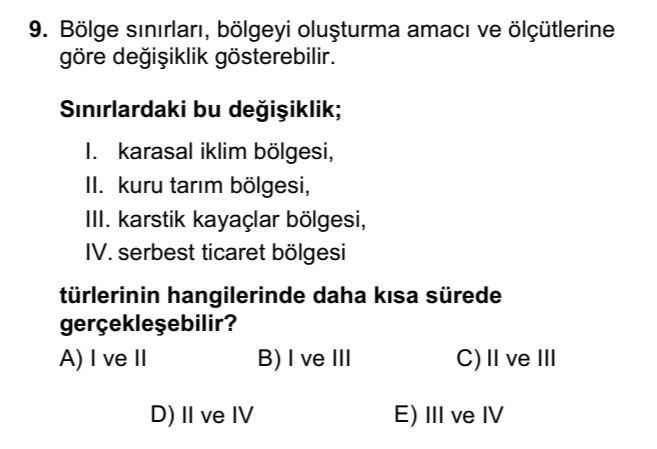 9. Bölge sınırları, bölgeyi oluşturma amacı ve ölçütlerine
göre değişiklik gösterebilir.
Sınırlardaki bu değişiklik;
I. karasal iklim bölgesi,
II. kuru tarım bölgesi,
III. karstik kayaçlar bölgesi,
IV. serbest ticaret bölgesi
türlerinin hangilerinde daha kısa sürede
gerçekleşebilir?
A) I ve II B) I ve III C) II ve III
D) II ve IV E) III ve IV